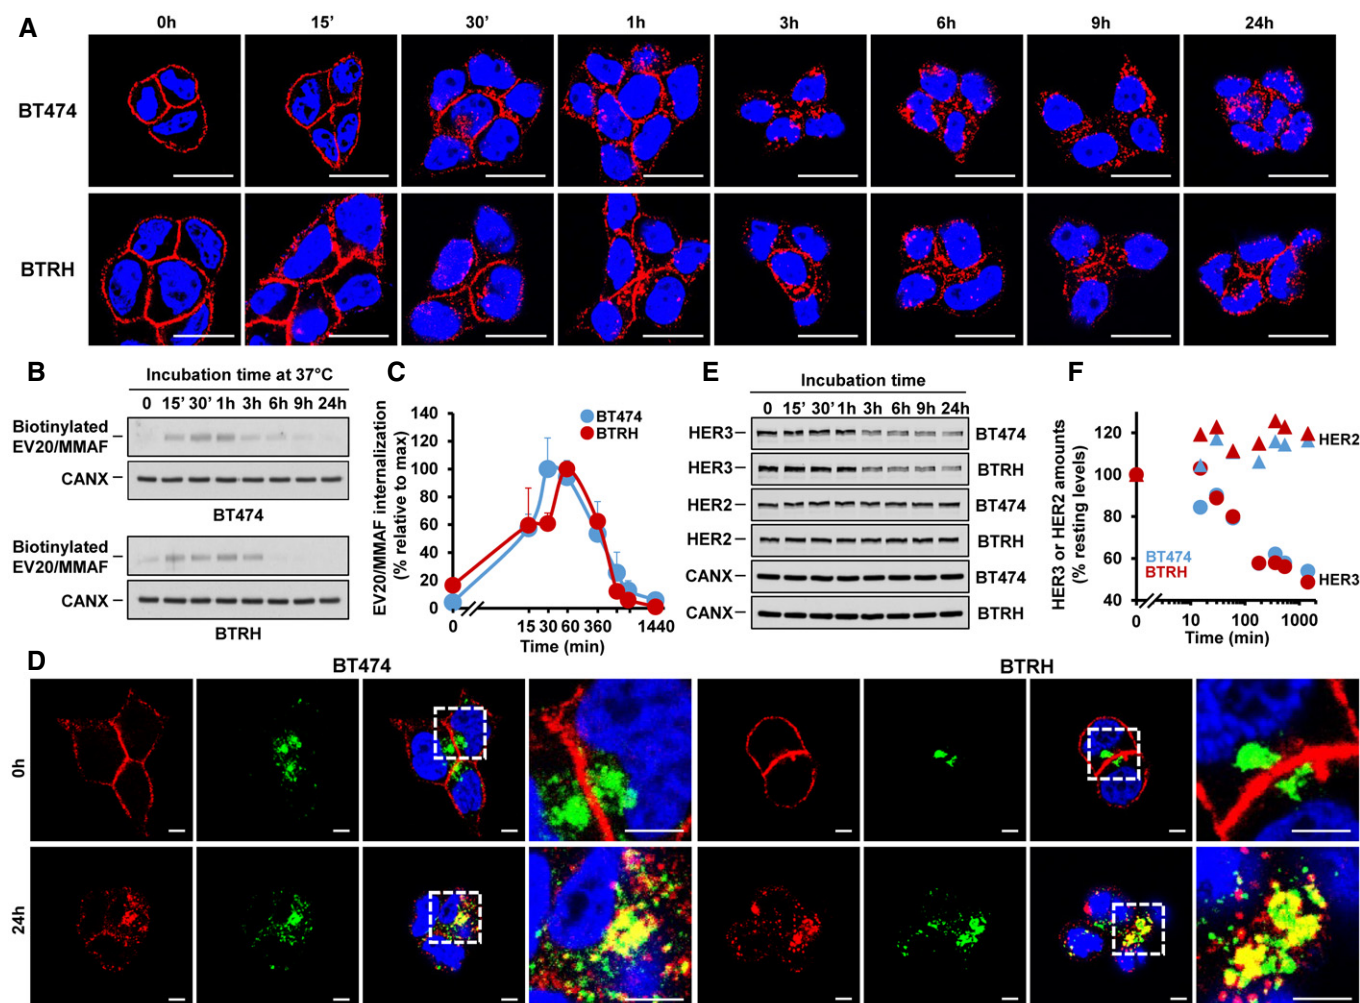 A
0h 15' 30' 1h 3h 6h 9h 24h
BT474
BTRH
B
Incubation time at 37°C
0 15' 30' 1h 3h 6h 9h 24h
Biotinylated
EV20/MMAF
CANX
BT474
Biotinylated
EV20/MMAF
CANX
BTRH
C
EV20/MMAF internalization
(% relative to max)
140
120
100
80
60
40
20
0
BT474
BTRH
0 15 30 60 360 1440
Time (min)
E
Incubation time
0 15' 30' 1h 3h 6h 9h 24h
HER3 BT474
HER3 BTRH
HER2 BT474
HER2 BTRH
CANX BT474
CANX BTRH
F
HER3 or HER2 amounts
(% resting levels)
120
100
80
60
40
HER2
BT474
BTRH
HER3
0 10 100 1000
Time (min)
D
BT474 BTRH
0h
24h